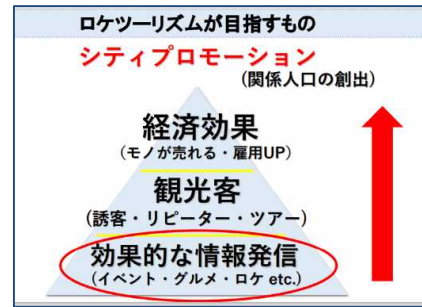 ロケツーリズムが目指すもの
シティプロモーション
(関係人口の創出)
経済効果
(モノが売れる・雇用UP)
観光客
(誘客・リピーター・ツアー)
効果的な情報発信
(イベント・グルメ・ロケ etc.)